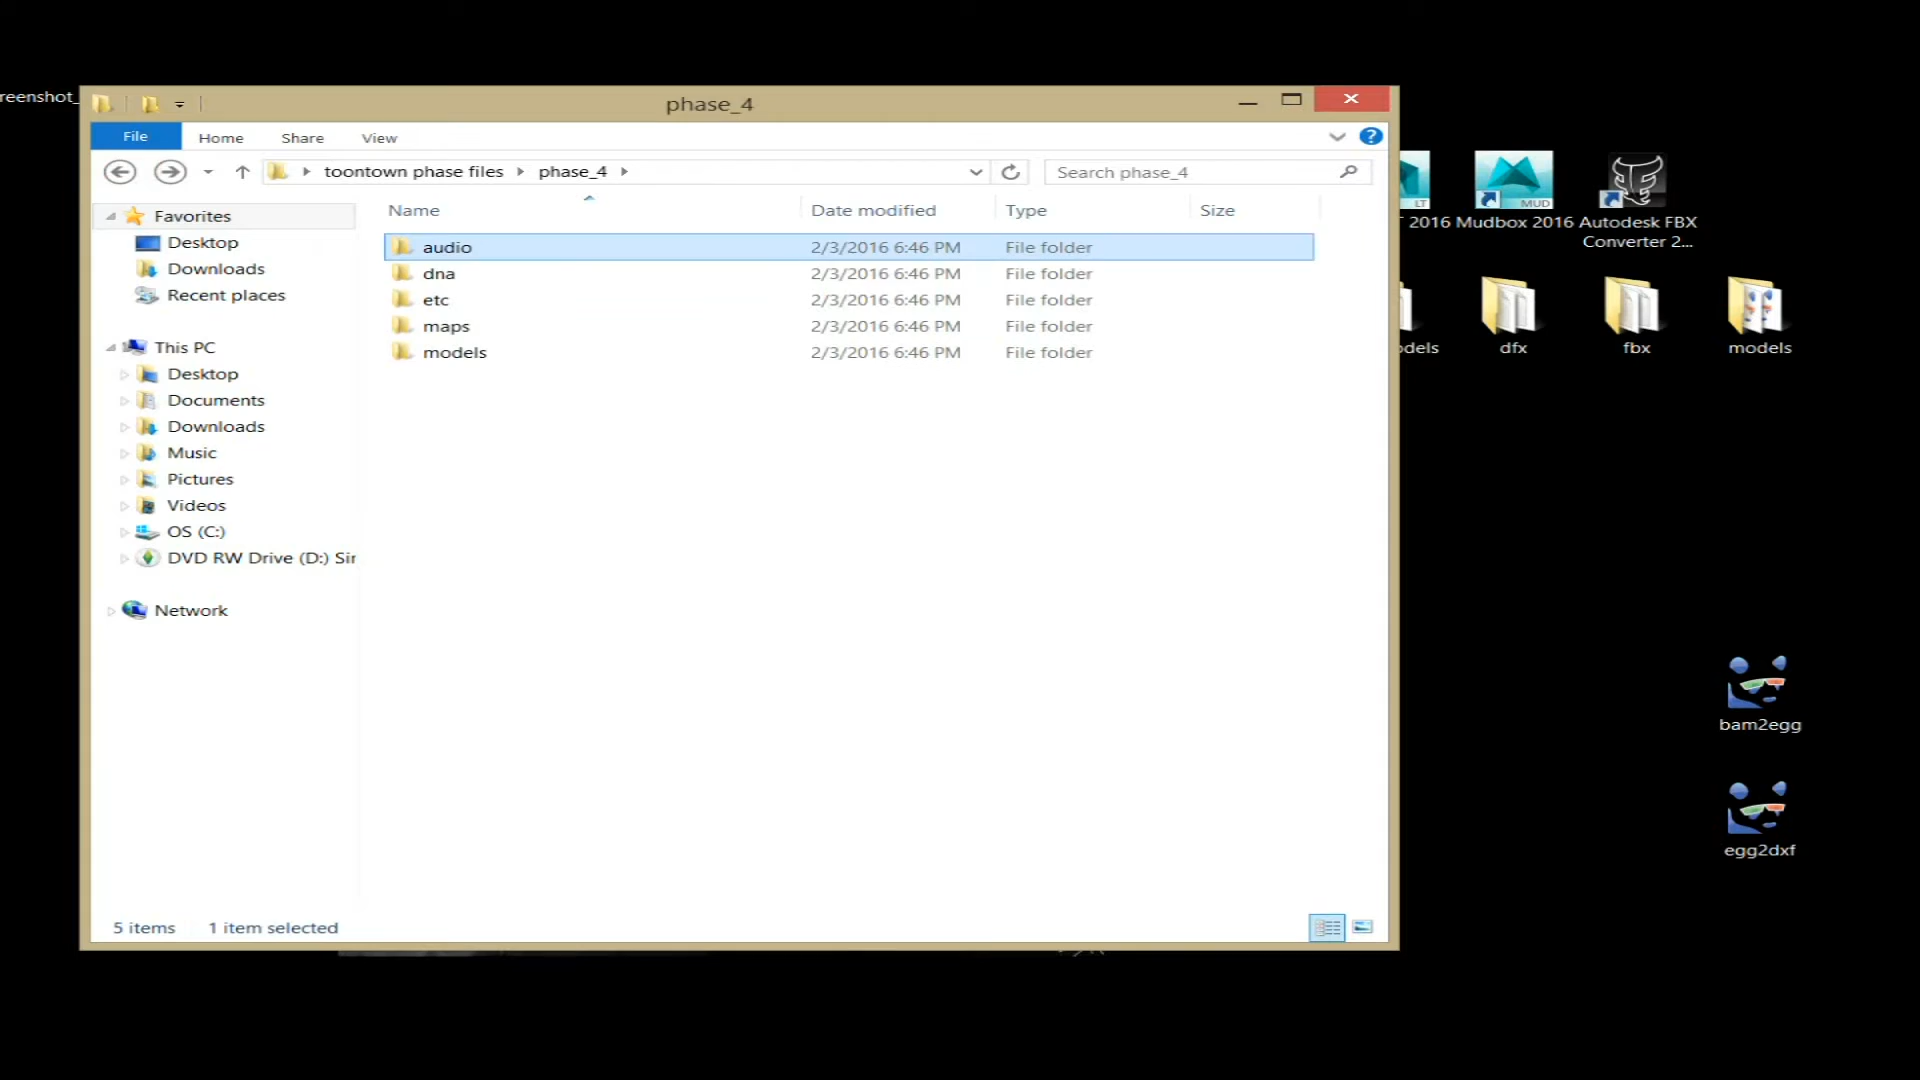 reenshot_
phase_4
File Home Share View
toontown phase files phase_4
Search phase_4
Name Date modified Type Size
audio 2/3/2016 6:46 PM File folder
dna 2/3/2016 6:46 PM File folder
etc 2/3/2016 6:46 PM File folder
maps 2/3/2016 6:46 PM File folder
models 2/3/2016 6:46 PM File folder
Favorites
Desktop
Downloads
Recent places
This PC
Desktop
Documents
Downloads
Music
Pictures
Videos
OS (C:)
DVD RW Drive (D:) Sir
Network
5 items 1 item selected
LT
MUD
2016
Mudbox 2016
Autodesk FBX
Converter 2...
odels
dfx
fbx
models
bam2egg
egg2dxf